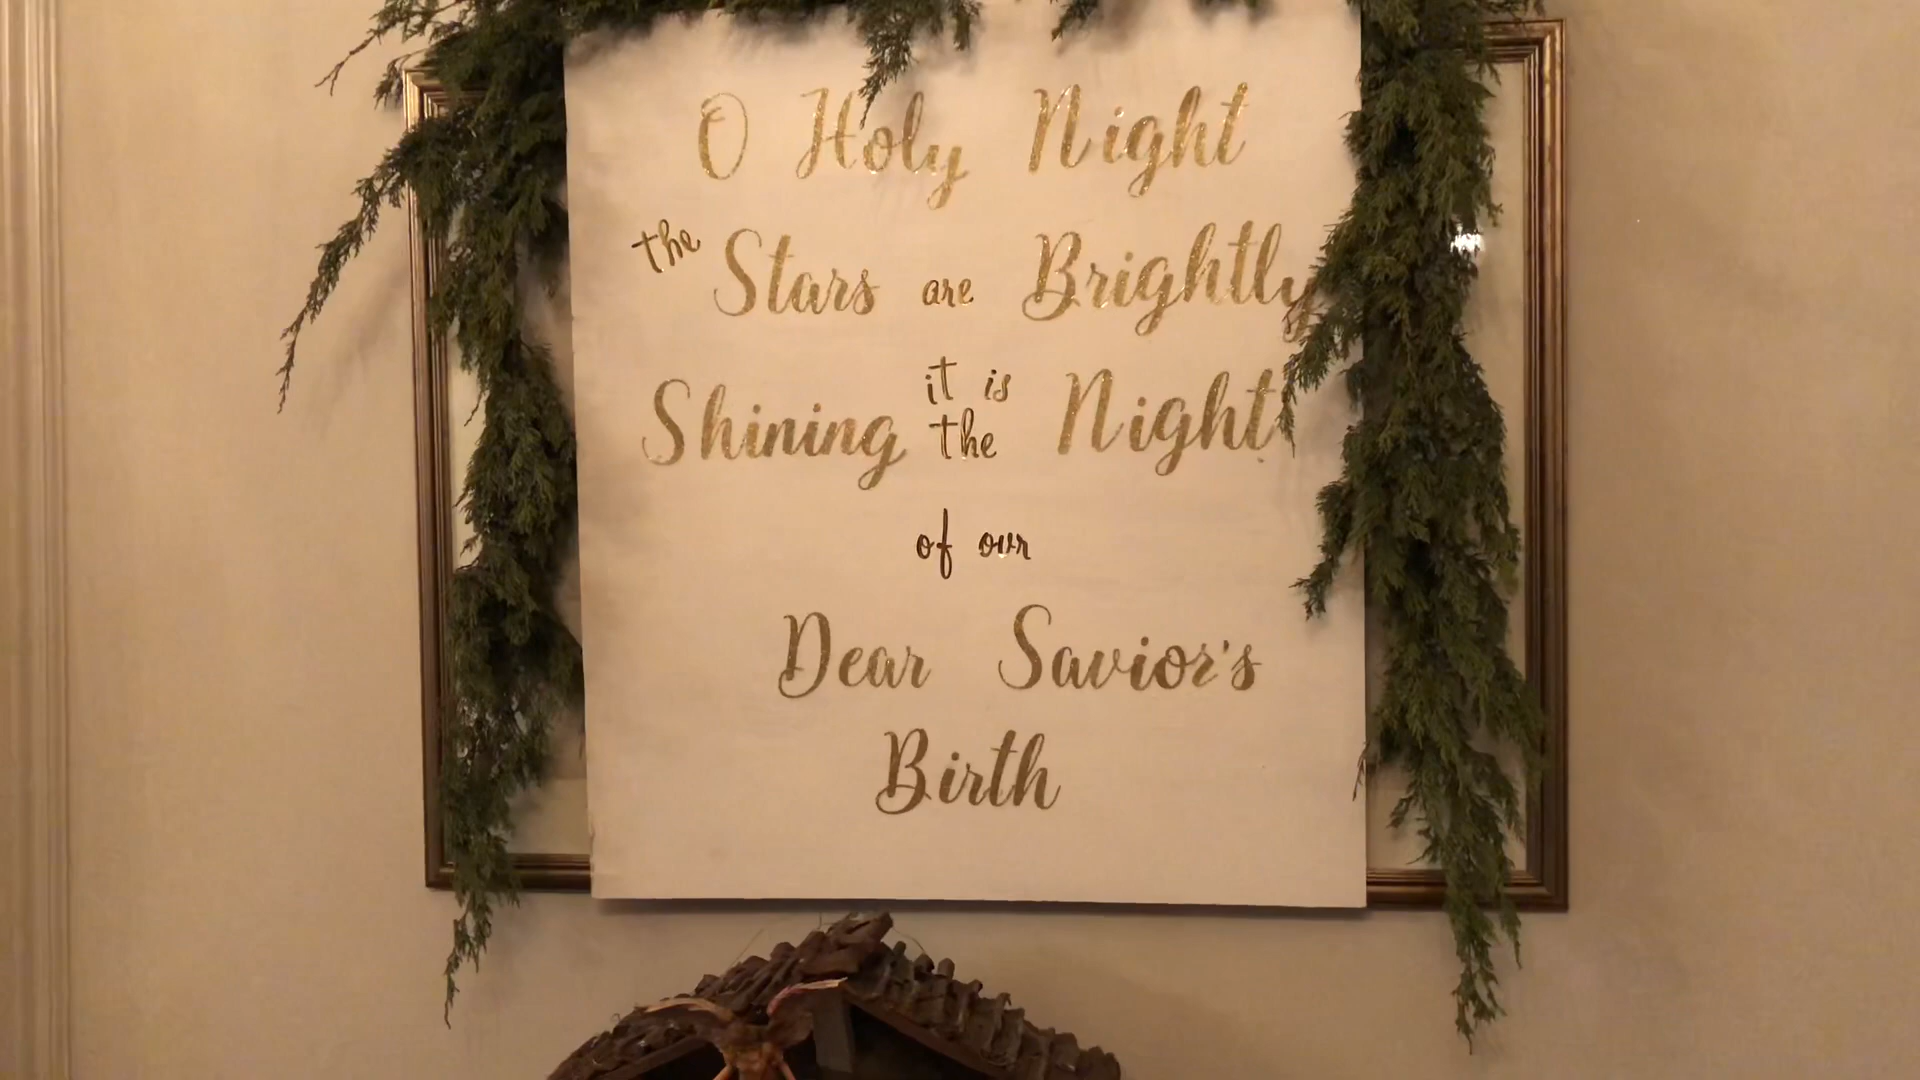 O Holy Night
the Stars are Brightly
Shining it is the Night
of our
Dear Savior's
Birth